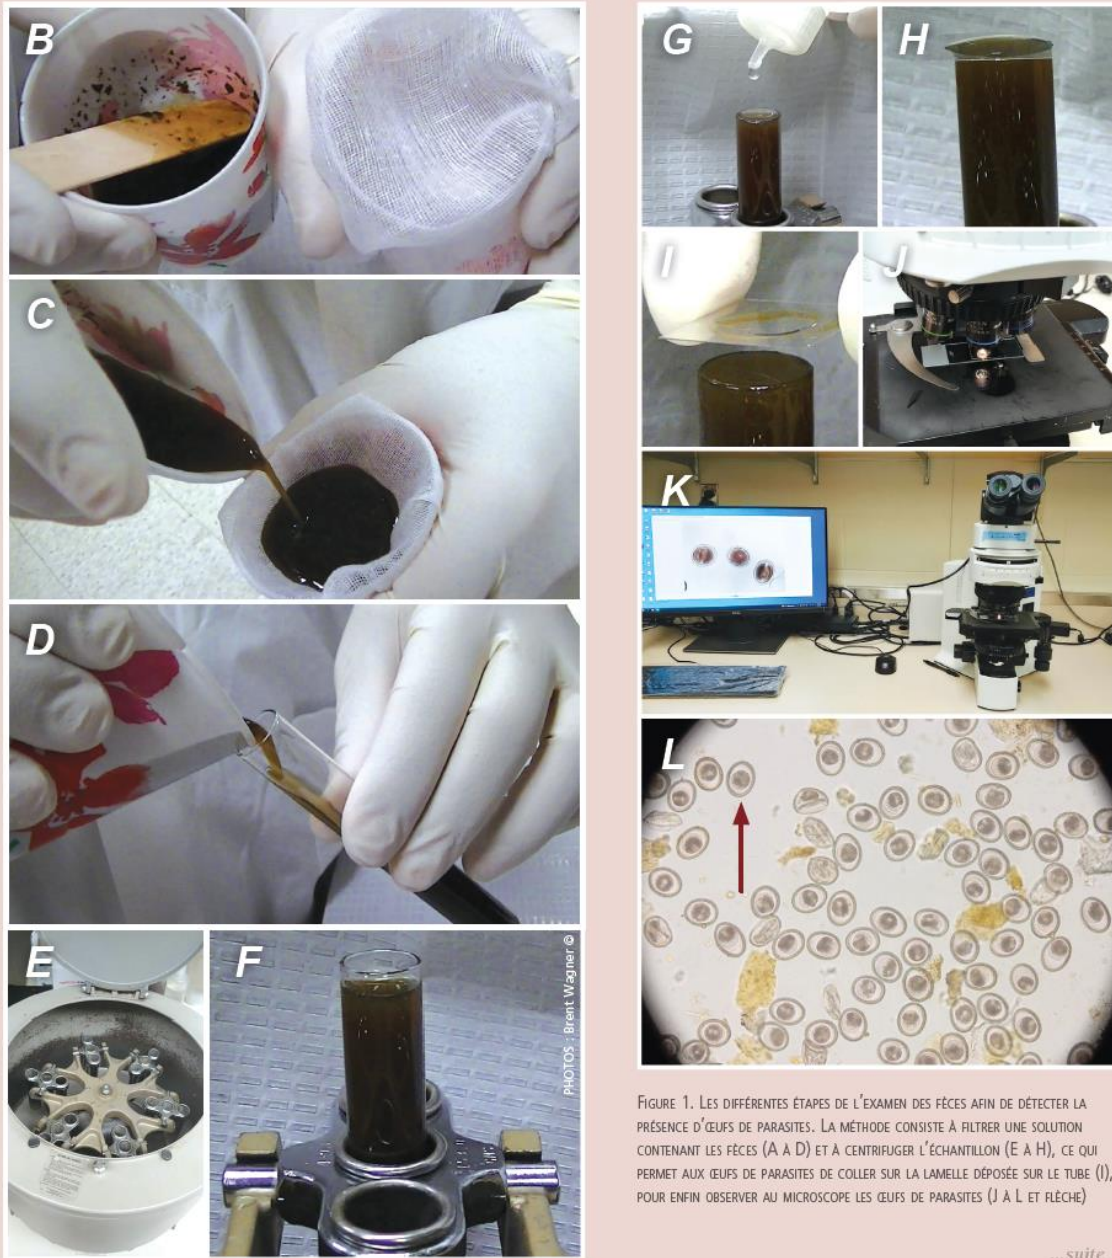 B
C
D
E
F
PHOTOS : Brent Wagner ©
G
H
I
J
K
L
FIGURE 1. LES DIFFÉRENTES ÉTAPES DE L'EXAMEN DES FÈCES AFIN DE DÉTECTER LA
PRÉSENCE D'ŒUFS DE PARASITES. LA MÉTHODE CONSISTE À FILTRER UNE SOLUTION
CONTENANT LES FÈCES (A À D) ET À CENTRIFUGER L'ÉCHANTILLON (E À H), CE QUI
PERMET AUX ŒUFS DE PARASITES DE COLLER SUR LA LAMELLE DÉPOSÉE SUR LE TUBE (I),
POUR ENFIN OBSERVER AU MICROSCOPE LES ŒUFS DE PARASITES (J À L ET FLÈCHE)
...suite